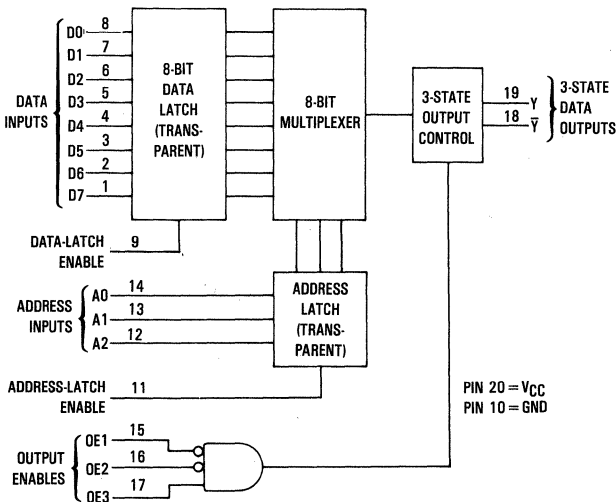 D0 8
D1 7
D2 6
D3 5
D4 4
D5 3
D6 2
D7 1
DATA
INPUTS
8-BIT
DATA
LATCH
(TRANS-
PARENT)
8-BIT
MULTIPLEXER
3-STATE
OUTPUT
CONTROL
19 Y
18 Y̅
3-STATE
DATA
OUTPUTS
DATA-LATCH
ENABLE
9
ADDRESS
INPUTS
A0 14
A1 13
A2 12
ADDRESS
LATCH
(TRANS-
PARENT)
ADDRESS-LATCH
ENABLE
11
PIN 20 = VCC
PIN 10 = GND
OUTPUT
ENABLES
OE1 15
OE2 16
OE3 17